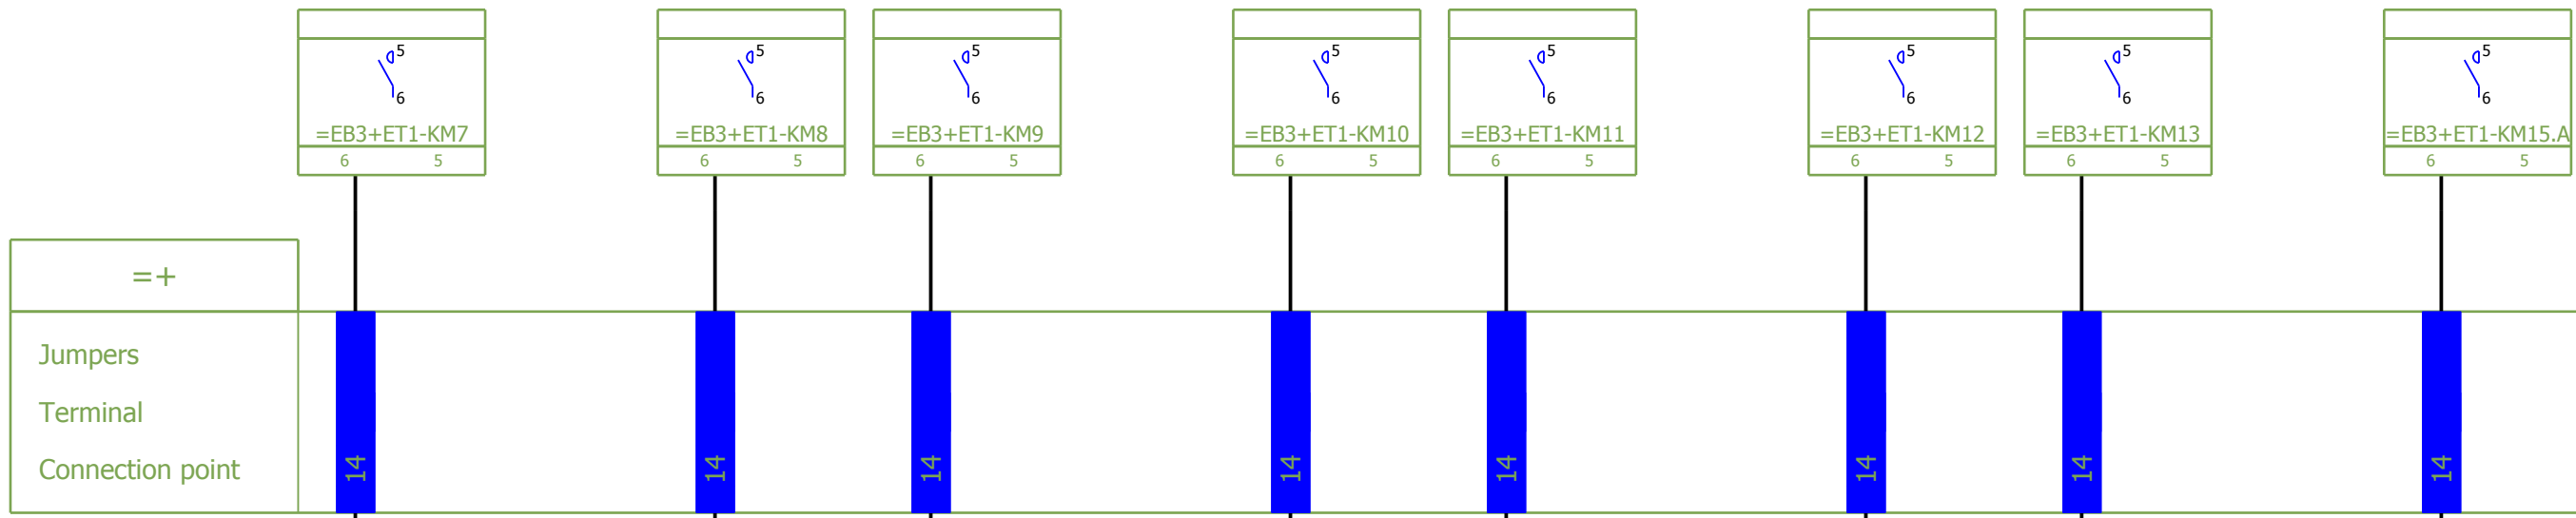 5 5 5 5 5 5 5 5
6 6 6 6 6 6 6 6
=EB3+ET1-KM7 =EB3+ET1-KM8 =EB3+ET1-KM9 =EB3+ET1-KM10 =EB3+ET1-KM11 =EB3+ET1-KM12 =EB3+ET1-KM13 =EB3+ET1-KM15.A
6 5 6 5 6 5 6 5 6 5 6 5 6 5 6 5
=+
Jumpers
Terminal
Connection point 14 14 14 14 14 14 14 14